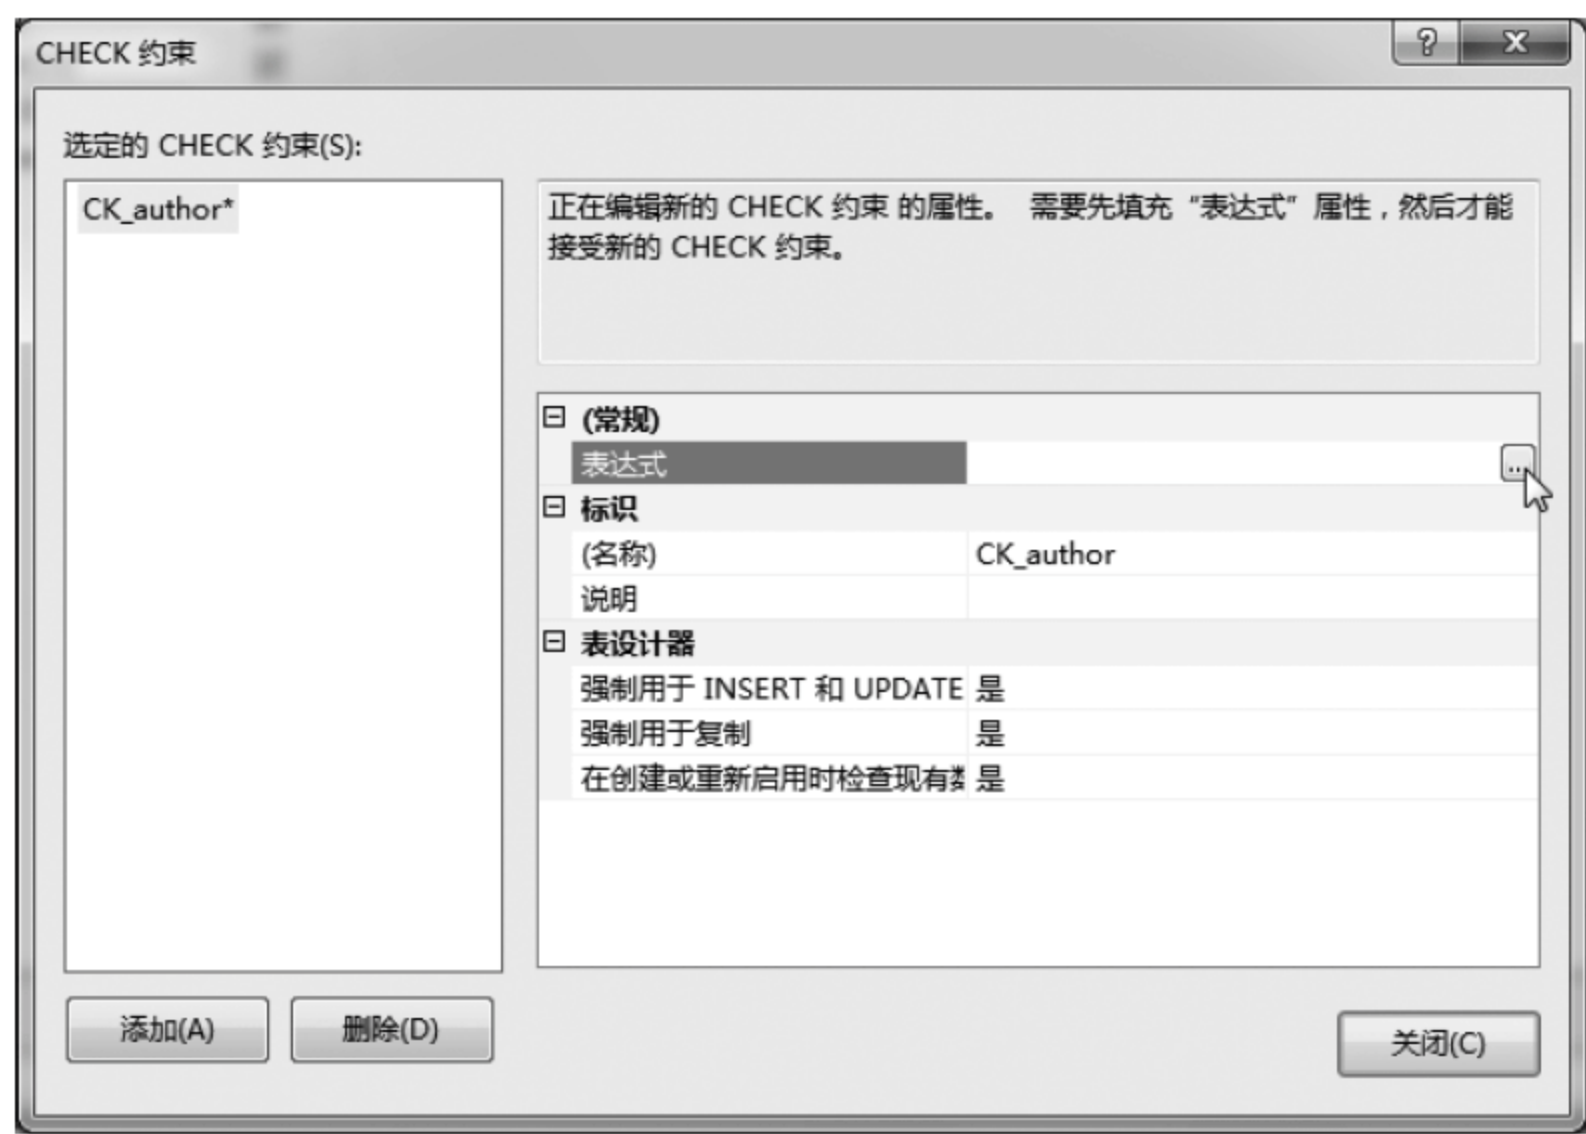 CHECK 约束
选定的 CHECK 约束(S):
CK_author*
正在编辑新的 CHECK 约束 的属性。 需要先填充“表达式”属性，然后才能
接受新的 CHECK 约束。
(常规)
表达式
...
标识
(名称) CK_author
说明
表设计器
强制用于 INSERT 和 UPDATE 是
强制用于复制 是
在创建或重新启用时检查现有 是
添加(A) 删除(D)
关闭(C)